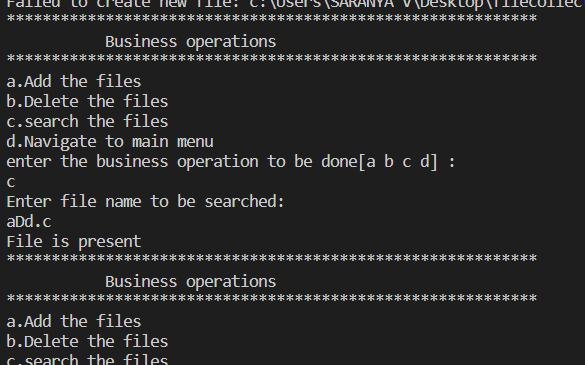 Failed to create new file: c:\Users\SARANYA V\Desktop\filecollec
***********************************************************
Business operations
***********************************************************
a.Add the files
b.Delete the files
c.search the files
d.Navigate to main menu
enter the business operation to be done[a b c d] :
c
Enter file name to be searched:
aDd.c
File is present
***********************************************************
Business operations
***********************************************************
a.Add the files
b.Delete the files
c.search the files